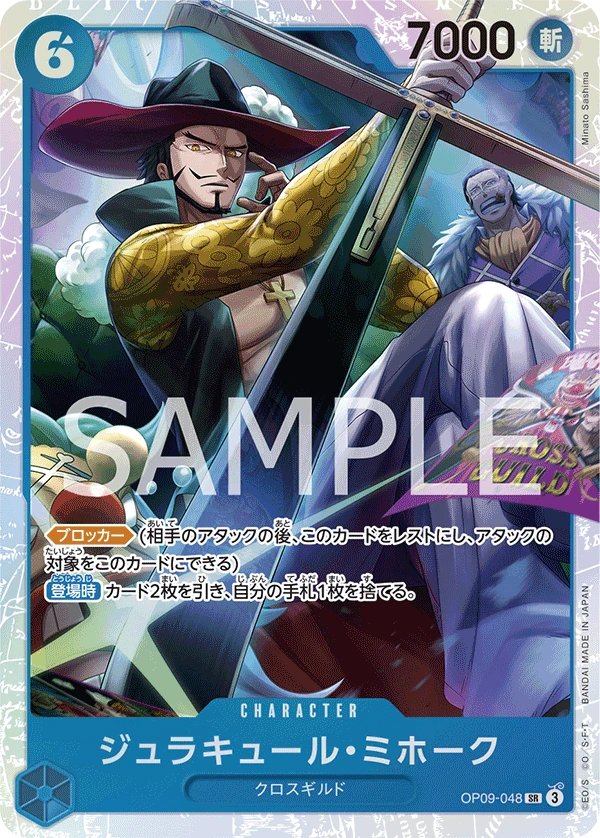 6
7000
斬
Minato Sashima
SAMPLE
CROSS
GUILD
ブロッカー (相手のアタックの後、このカードをレストにし、アタックの
対象をこのカードにできる)
登場時 カード2枚を引き、自分の手札1枚を捨てる。
CHARACTER
ジュラキュール・ミホーク
クロスギルド
OP09-048 SR 3
©E.O/S ©O/S・F・T BANDAI MADE IN JAPAN